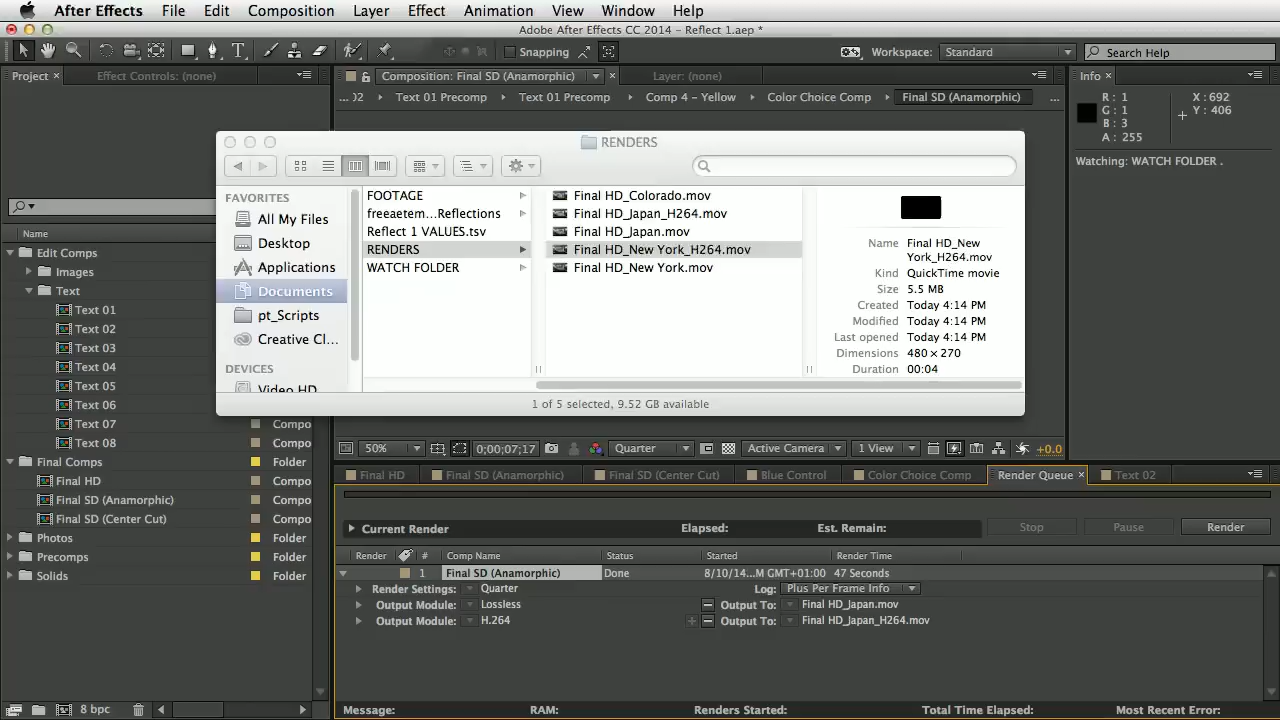 After Effects File Edit Composition Layer Effect Animation View Window Help
Adobe After Effects CC 2014 - Reflect 1.aep *
Snapping Workspace: Standard Search Help
Project × Effect Controls: (none) Composition: Final SD (Anamorphic) × Layer: (none) Info ×
... 02 Text 01 Precomp Text 01 Precomp Comp 4 - Yellow Color Choice Comp Final SD (Anamorphic) ...
R : 1 X : 692
G : 1 Y : 406
B : 3
A : 255
Watching: WATCH FOLDER .
RENDERS
FAVORITES
All My Files
Desktop
Applications
Documents
pt_Scripts
Creative Cl...
DEVICES
Video HD
FOOTAGE
freeaetem...Reflections
Reflect 1 VALUES.tsv
RENDERS
WATCH FOLDER
Final HD_Colorado.mov
Final HD_Japan_H264.mov
Final HD_Japan.mov
Final HD_New York_H264.mov
Final HD_New York.mov
Name Final HD_New
York_H264.mov
Kind QuickTime movie
Size 5.5 MB
Created Today 4:14 PM
Modified Today 4:14 PM
Last opened Today 4:14 PM
Dimensions 480 × 270
Duration 00:04
1 of 5 selected, 9.52 GB available
Name
Edit Comps
Images
Text
Text 01
Text 02
Text 03
Text 04
Text 05
Text 06
Text 07 Compo
Text 08 Compo
Final Comps Folder
Final HD Compo
Final SD (Anamorphic) Compo
Final SD (Center Cut) Compo
Photos Folder
Precomps Folder
Solids Folder
8 bpc
50% 0;00;07;17 Quarter Active Camera 1 View +0.0
Final HD Final SD (Anamorphic) Final SD (Center Cut) Blue Control Color Choice Comp Render Queue × Text 02
Current Render Elapsed: Est. Remain: Stop Pause Render
Render # Comp Name Status Started Render Time
1 Final SD (Anamorphic) Done 8/10/14...M GMT+01:00 47 Seconds
Render Settings: Quarter Log: Plus Per Frame Info
Output Module: Lossless Output To: Final HD_Japan.mov
Output Module: H.264 Output To: Final HD_Japan_H264.mov
Message: RAM: Renders Started: Total Time Elapsed: Most Recent Error: